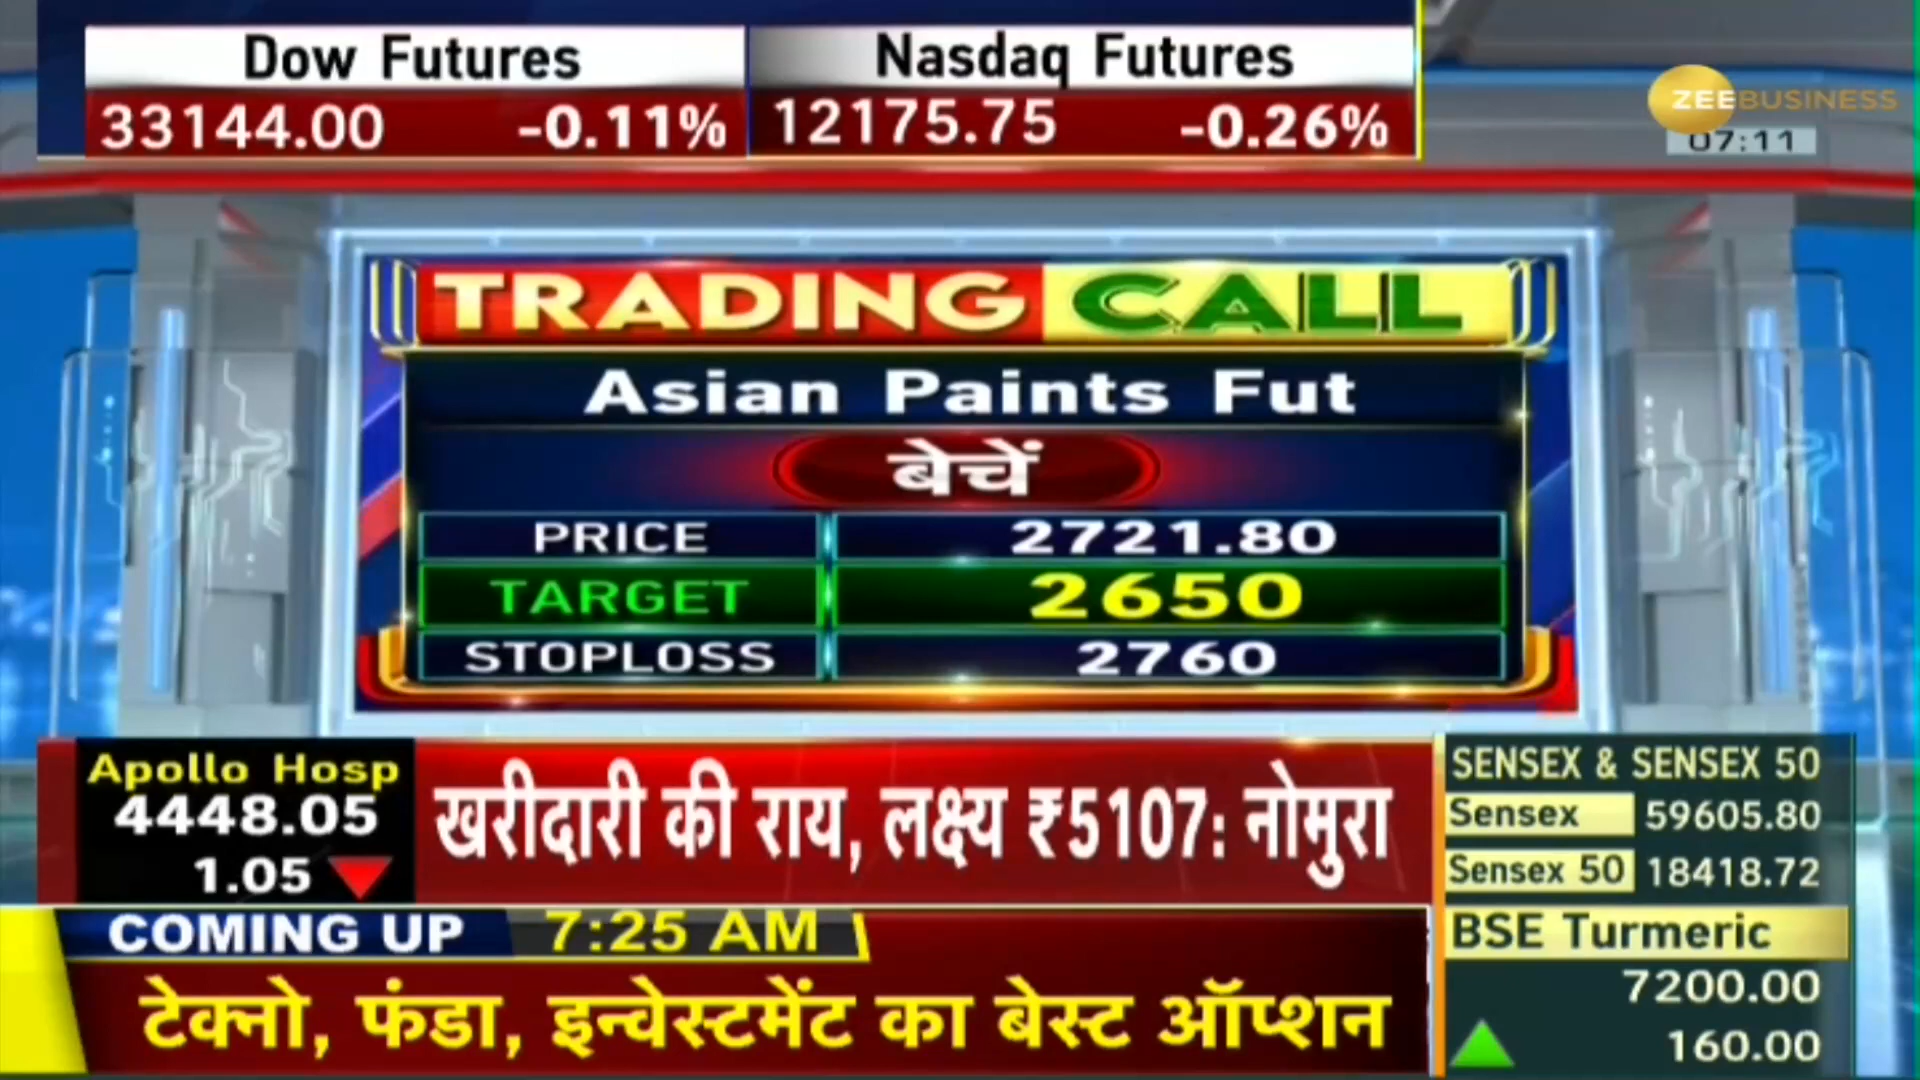 Dow Futures
33144.00 -0.11%
Nasdaq Futures
12175.75 -0.26%
ZEEBUSINESS
07:11
TRADING CALL
Asian Paints Fut
बेचें
PRICE 2721.80
TARGET 2650
STOPLOSS 2760
Apollo Hosp
4448.05
1.05
खरीदारी की राय, लक्ष्य ₹5107: नोमुरा
SENSEX & SENSEX 50
Sensex 59605.80
Sensex 50 18418.72
BSE Turmeric
7200.00
160.00
COMING UP 7:25 AM
टेक्नो, फंडा, इन्वेस्टमेंट का बेस्ट ऑप्शन